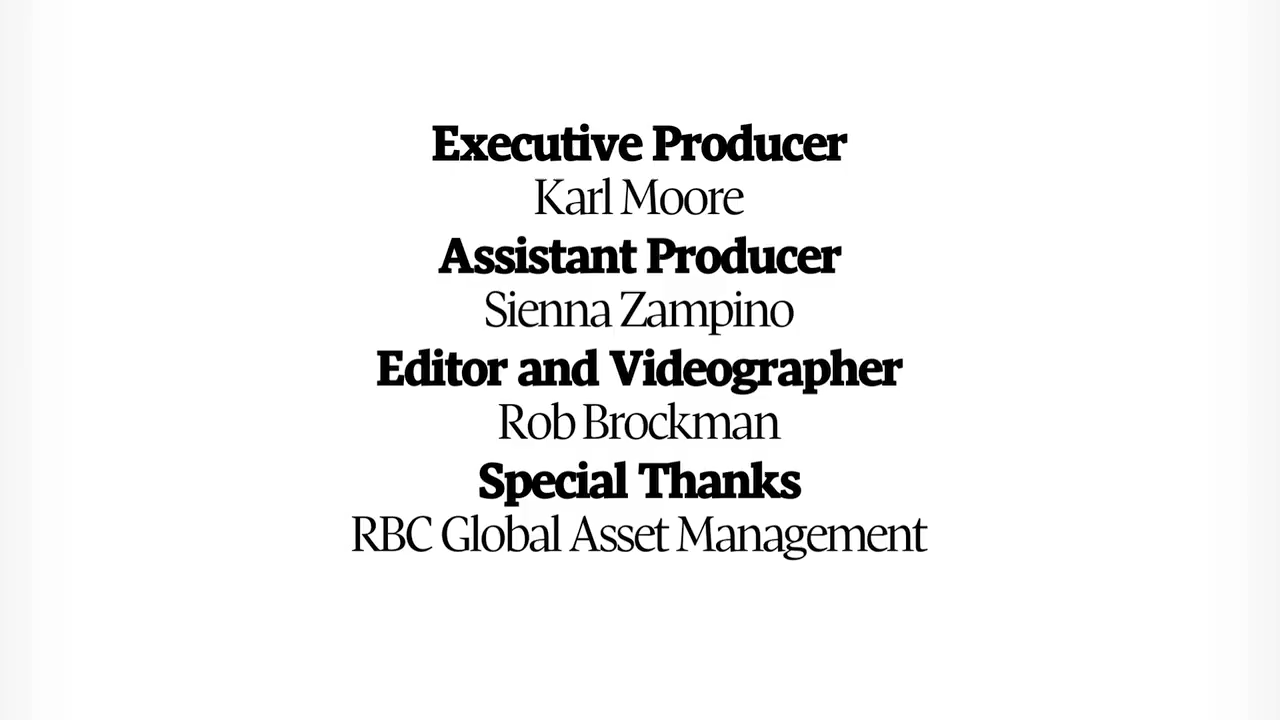 Executive Producer
Karl Moore
Assistant Producer
Sienna Zampino
Editor and Videographer
Rob Brockman
Special Thanks
RBC Global Asset Management